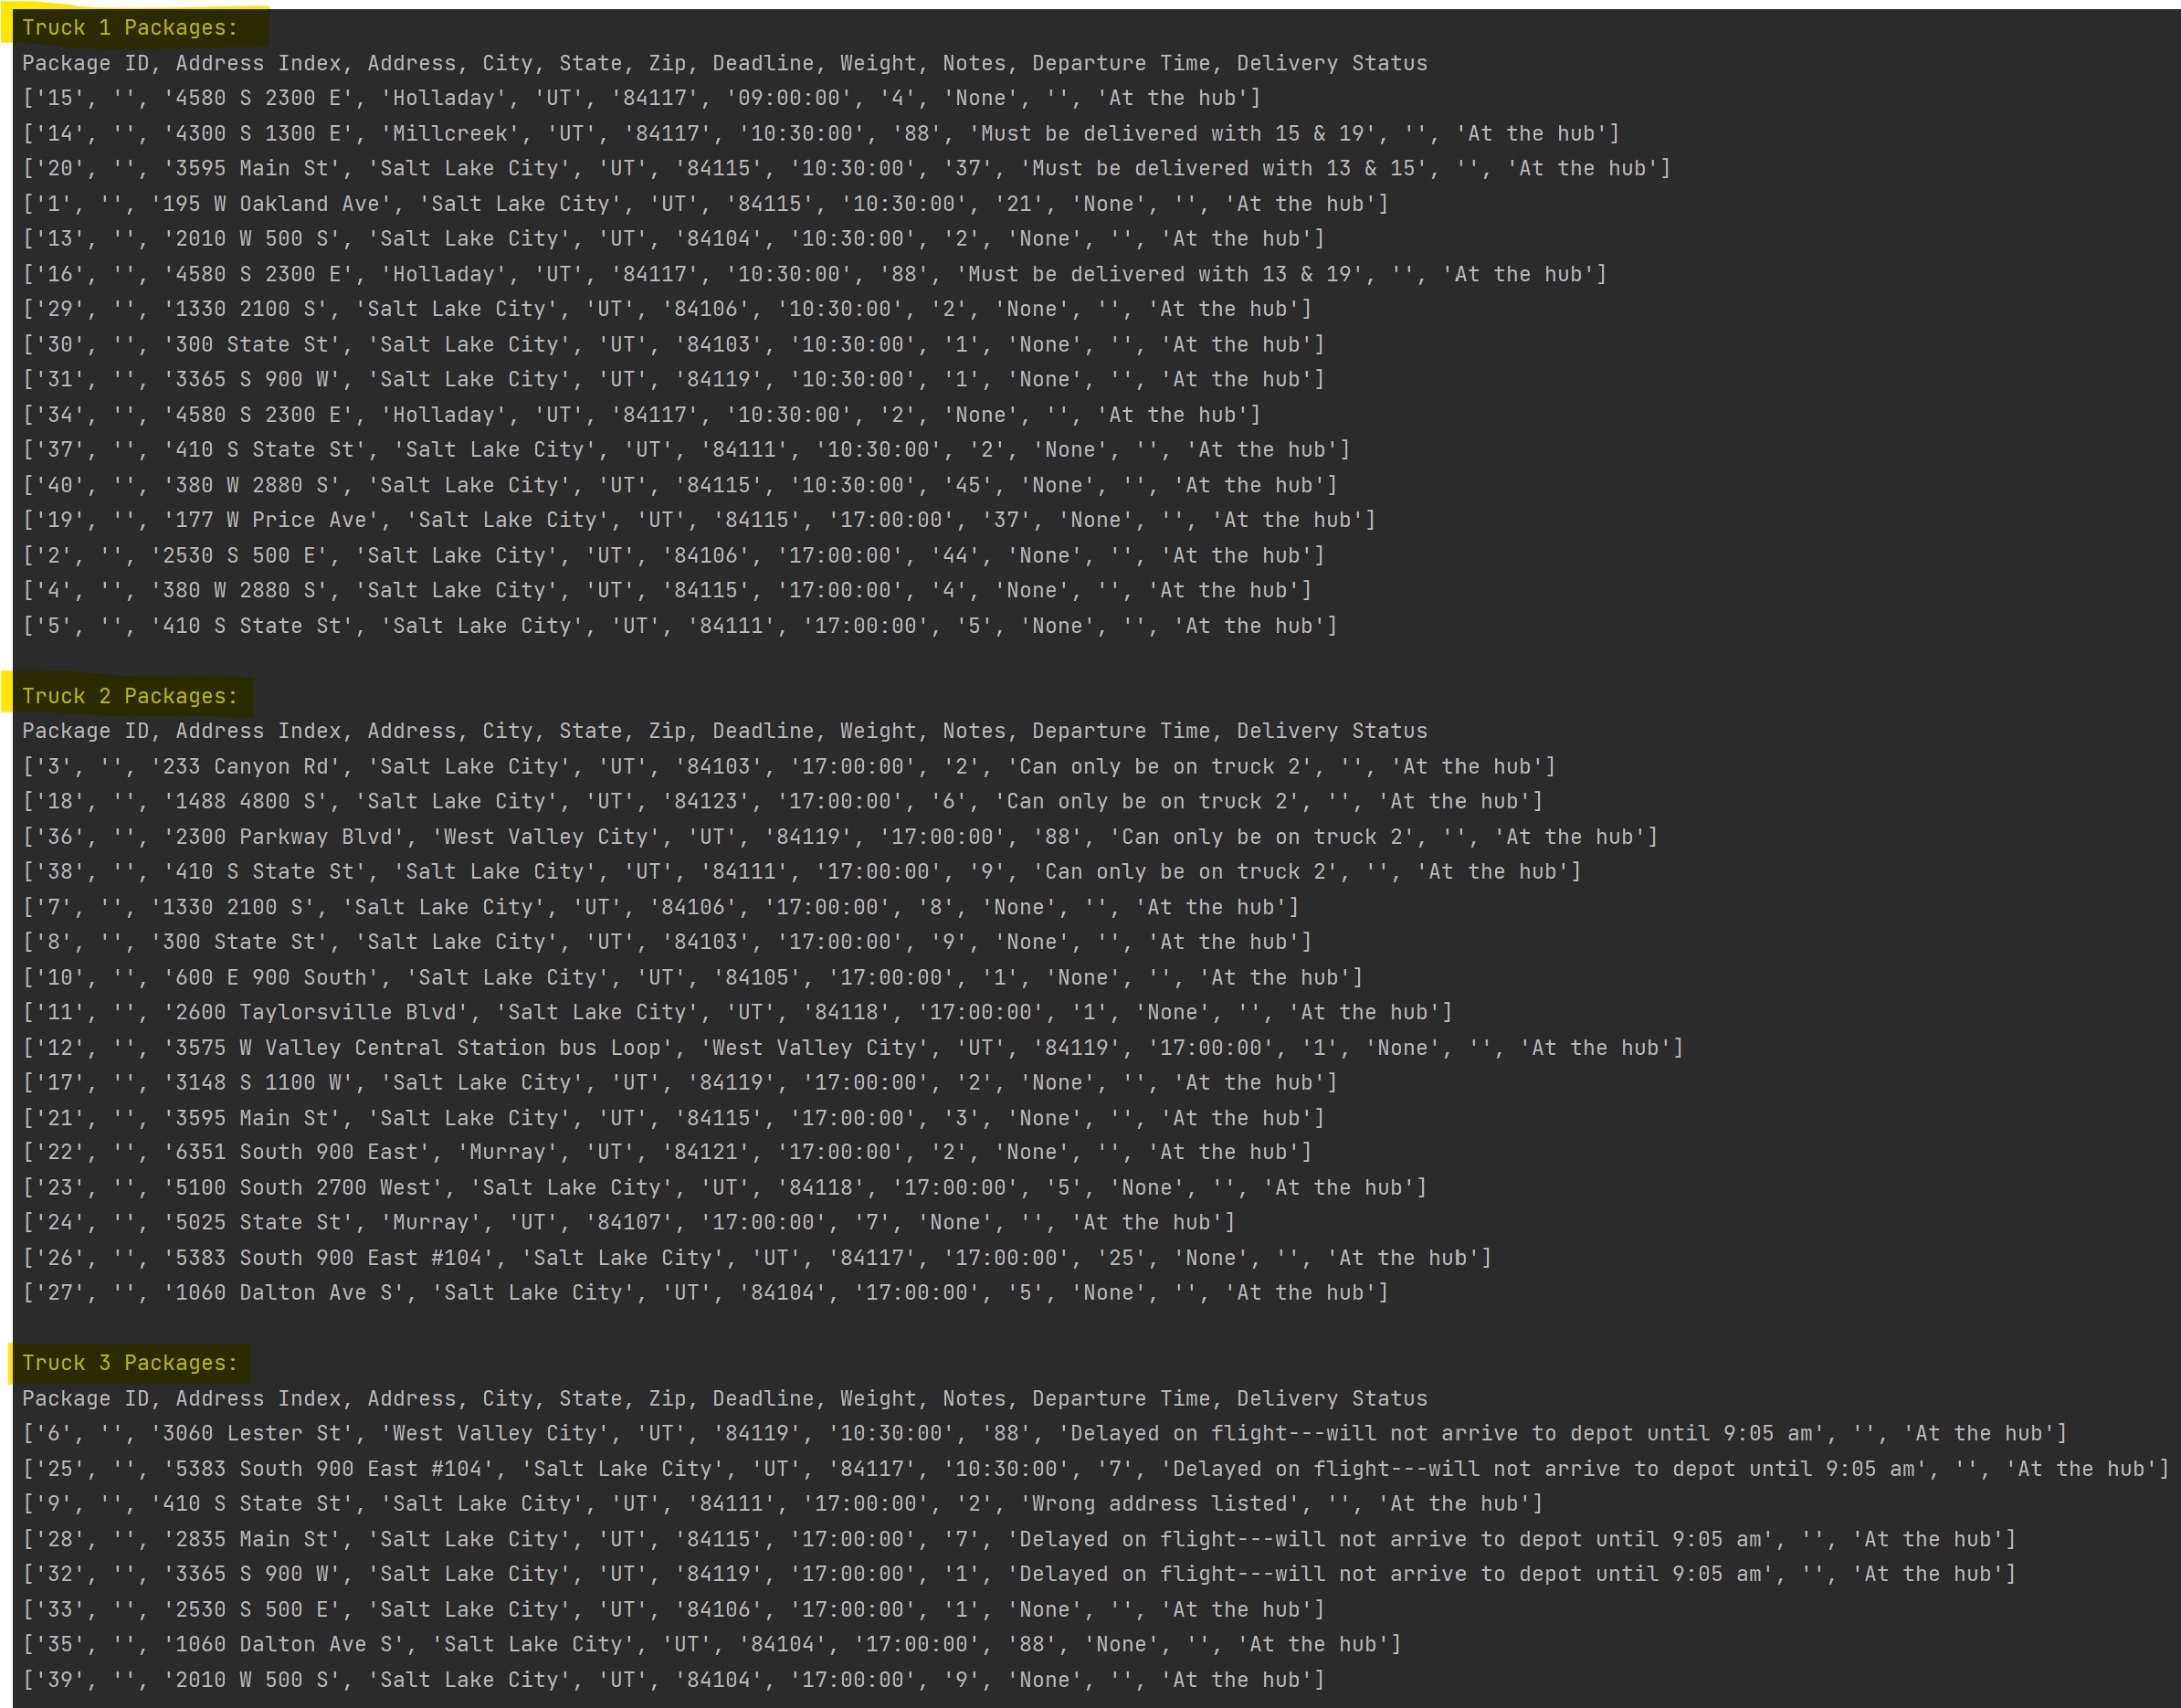 Truck 1 Packages:
Package ID, Address Index, Address, City, State, Zip, Deadline, Weight, Notes, Departure Time, Delivery Status
['15', '', '4580 S 2300 E', 'Holladay', 'UT', '84117', '09:00:00', '4', 'None', '', 'At the hub']
['14', '', '4300 S 1300 E', 'Millcreek', 'UT', '84117', '10:30:00', '88', 'Must be delivered with 15 & 19', '', 'At the hub']
['20', '', '3595 Main St', 'Salt Lake City', 'UT', '84115', '10:30:00', '37', 'Must be delivered with 13 & 15', '', 'At the hub']
['1', '', '195 W Oakland Ave', 'Salt Lake City', 'UT', '84115', '10:30:00', '21', 'None', '', 'At the hub']
['13', '', '2010 W 500 S', 'Salt Lake City', 'UT', '84104', '10:30:00', '2', 'None', '', 'At the hub']
['16', '', '4580 S 2300 E', 'Holladay', 'UT', '84117', '10:30:00', '88', 'Must be delivered with 13 & 19', '', 'At the hub']
['29', '', '1330 2100 S', 'Salt Lake City', 'UT', '84106', '10:30:00', '2', 'None', '', 'At the hub']
['30', '', '300 State St', 'Salt Lake City', 'UT', '84103', '10:30:00', '1', 'None', '', 'At the hub']
['31', '', '3365 S 900 W', 'Salt Lake City', 'UT', '84119', '10:30:00', '1', 'None', '', 'At the hub']
['34', '', '4580 S 2300 E', 'Holladay', 'UT', '84117', '10:30:00', '2', 'None', '', 'At the hub']
['37', '', '410 S State St', 'Salt Lake City', 'UT', '84111', '10:30:00', '2', 'None', '', 'At the hub']
['40', '', '380 W 2880 S', 'Salt Lake City', 'UT', '84115', '10:30:00', '45', 'None', '', 'At the hub']
['19', '', '177 W Price Ave', 'Salt Lake City', 'UT', '84115', '17:00:00', '37', 'None', '', 'At the hub']
['2', '', '2530 S 500 E', 'Salt Lake City', 'UT', '84106', '17:00:00', '44', 'None', '', 'At the hub']
['4', '', '380 W 2880 S', 'Salt Lake City', 'UT', '84115', '17:00:00', '4', 'None', '', 'At the hub']
['5', '', '410 S State St', 'Salt Lake City', 'UT', '84111', '17:00:00', '5', 'None', '', 'At the hub']
Truck 2 Packages:
Package ID, Address Index, Address, City, State, Zip, Deadline, Weight, Notes, Departure Time, Delivery Status
['3', '', '233 Canyon Rd', 'Salt Lake City', 'UT', '84103', '17:00:00', '2', 'Can only be on truck 2', '', 'At the hub']
['18', '', '1488 4800 S', 'Salt Lake City', 'UT', '84123', '17:00:00', '6', 'Can only be on truck 2', '', 'At the hub']
['36', '', '2300 Parkway Blvd', 'West Valley City', 'UT', '84119', '17:00:00', '88', 'Can only be on truck 2', '', 'At the hub']
['38', '', '410 S State St', 'Salt Lake City', 'UT', '84111', '17:00:00', '9', 'Can only be on truck 2', '', 'At the hub']
['7', '', '1330 2100 S', 'Salt Lake City', 'UT', '84106', '17:00:00', '8', 'None', '', 'At the hub']
['8', '', '300 State St', 'Salt Lake City', 'UT', '84103', '17:00:00', '9', 'None', '', 'At the hub']
['10', '', '600 E 900 South', 'Salt Lake City', 'UT', '84105', '17:00:00', '1', 'None', '', 'At the hub']
['11', '', '2600 Taylorsville Blvd', 'Salt Lake City', 'UT', '84118', '17:00:00', '1', 'None', '', 'At the hub']
['12', '', '3575 W Valley Central Station bus Loop', 'West Valley City', 'UT', '84119', '17:00:00', '1', 'None', '', 'At the hub']
['17', '', '3148 S 1100 W', 'Salt Lake City', 'UT', '84119', '17:00:00', '2', 'None', '', 'At the hub']
['21', '', '3595 Main St', 'Salt Lake City', 'UT', '84115', '17:00:00', '3', 'None', '', 'At the hub']
['22', '', '6351 South 900 East', 'Murray', 'UT', '84121', '17:00:00', '2', 'None', '', 'At the hub']
['23', '', '5100 South 2700 West', 'Salt Lake City', 'UT', '84118', '17:00:00', '5', 'None', '', 'At the hub']
['24', '', '5025 State St', 'Murray', 'UT', '84107', '17:00:00', '7', 'None', '', 'At the hub']
['26', '', '5383 South 900 East #104', 'Salt Lake City', 'UT', '84117', '17:00:00', '25', 'None', '', 'At the hub']
['27', '', '1060 Dalton Ave S', 'Salt Lake City', 'UT', '84104', '17:00:00', '5', 'None', '', 'At the hub']
Truck 3 Packages:
Package ID, Address Index, Address, City, State, Zip, Deadline, Weight, Notes, Departure Time, Delivery Status
['6', '', '3060 Lester St', 'West Valley City', 'UT', '84119', '10:30:00', '88', 'Delayed on flight---will not arrive to depot until 9:05 am', '', 'At the hub']
['25', '', '5383 South 900 East #104', 'Salt Lake City', 'UT', '84117', '10:30:00', '7', 'Delayed on flight---will not arrive to depot until 9:05 am', '', 'At the hub']
['9', '', '410 S State St', 'Salt Lake City', 'UT', '84111', '17:00:00', '2', 'Wrong address listed', '', 'At the hub']
['28', '', '2835 Main St', 'Salt Lake City', 'UT', '84115', '17:00:00', '7', 'Delayed on flight---will not arrive to depot until 9:05 am', '', 'At the hub']
['32', '', '3365 S 900 W', 'Salt Lake City', 'UT', '84119', '17:00:00', '1', 'Delayed on flight---will not arrive to depot until 9:05 am', '', 'At the hub']
['33', '', '2530 S 500 E', 'Salt Lake City', 'UT', '84106', '17:00:00', '1', 'None', '', 'At the hub']
['35', '', '1060 Dalton Ave S', 'Salt Lake City', 'UT', '84104', '17:00:00', '88', 'None', '', 'At the hub']
['39', '', '2010 W 500 S', 'Salt Lake City', 'UT', '84104', '17:00:00', '9', 'None', '', 'At the hub']